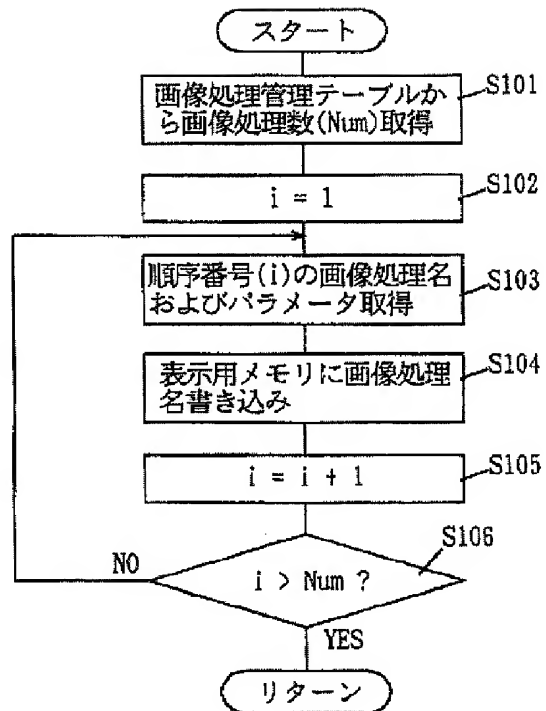 スタート
画像処理管理テーブルか
ら画像処理数(Num)取得
S101
i = 1
S102
順序番号(i)の画像処理名
およびパラメータ取得
S103
表示用メモリに画像処理
名書き込み
S104
i = i + 1
S105
S106
i > Num ?
NO
YES
リターン